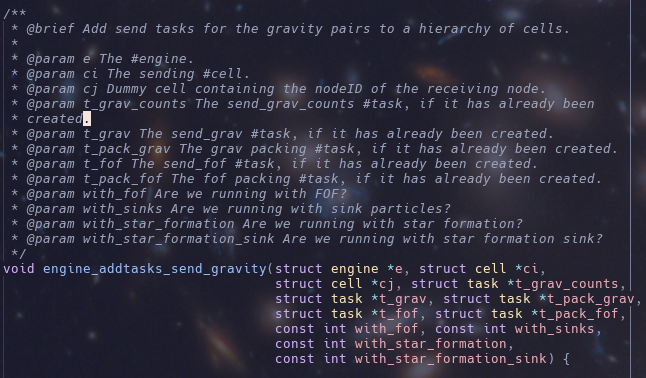 /**
 * @brief Add send tasks for the gravity pairs to a hierarchy of cells.
 *
 * @param e The #engine.
 * @param ci The sending #cell.
 * @param cj Dummy cell containing the nodeID of the receiving node.
 * @param t_grav_counts The send_grav_counts #task, if it has already been
 * created.
 * @param t_grav The send_grav #task, if it has already been created.
 * @param t_pack_grav The grav packing #task, if it has already been created.
 * @param t_fof The send_fof #task, if it has already been created.
 * @param t_pack_fof The fof packing #task, if it has already been created.
 * @param with_fof Are we running with FOF?
 * @param with_sinks Are we running with sink particles?
 * @param with_star_formation Are we running with star formation?
 * @param with_star_formation_sink Are we running with star formation sink?
 */
void engine_addtasks_send_gravity(struct engine *e, struct cell *ci,
                                  struct cell *cj, struct task *t_grav_counts,
                                  struct task *t_grav, struct task *t_pack_grav,
                                  struct task *t_fof, struct task *t_pack_fof,
                                  const int with_fof, const int with_sinks,
                                  const int with_star_formation,
                                  const int with_star_formation_sink) {